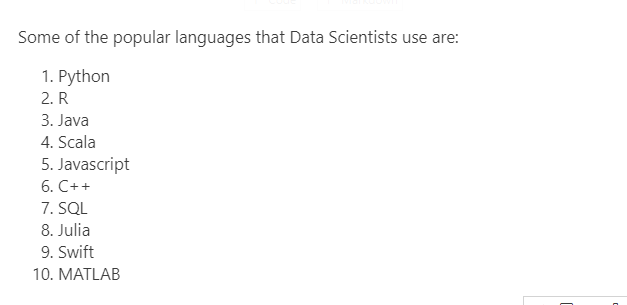 Some of the popular languages that Data Scientists use are:
1. Python
2. R
3. Java
4. Scala
5. Javascript
6. C++
7. SQL
8. Julia
9. Swift
10. MATLAB